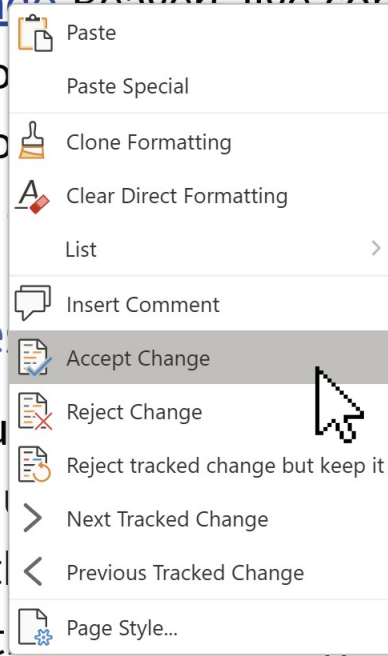 Paste
Paste Special
Clone Formatting
Clear Direct Formatting
List
Insert Comment
Accept Change
Reject Change
Reject tracked change but keep it
Next Tracked Change
Previous Tracked Change
Page Style...